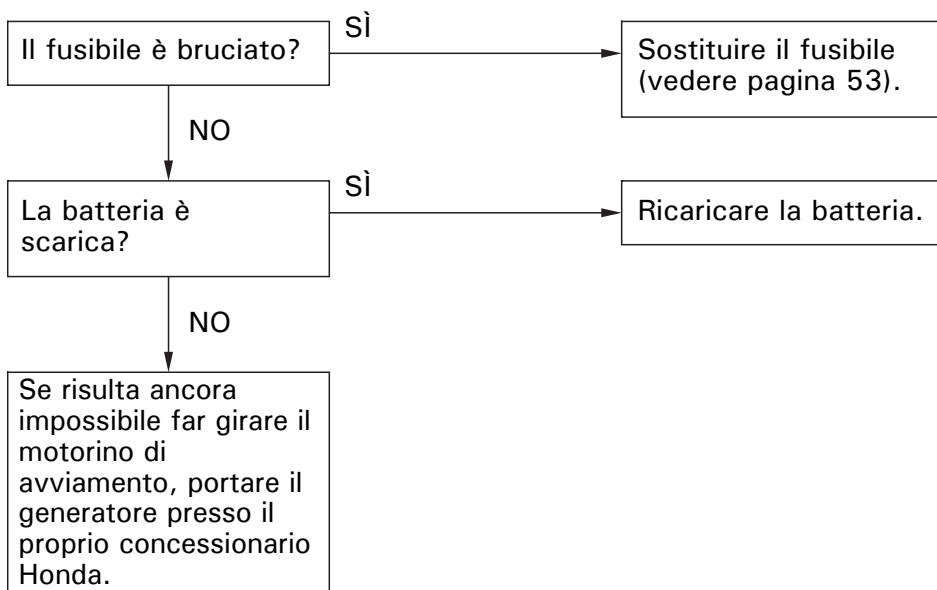 Il fusibile è bruciato?
SÌ
Sostituire il fusibile
(vedere pagina 53).
NO
La batteria è
scarica?
SÌ
Ricaricare la batteria.
NO
Se risulta ancora
impossibile far girare il
motorino di
avviamento, portare il
generatore presso il
proprio concessionario
Honda.